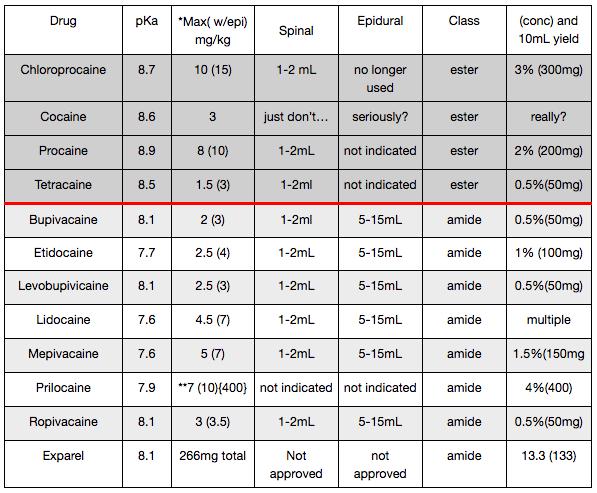 Drug pKa *Max( w/epi) mg/kg Spinal Epidural Class (conc) and 10mL yield
Chloroprocaine 8.7 10 (15) 1-2 mL no longer used ester 3% (300mg)
Cocaine 8.6 3 just don't… seriously? ester really?
Procaine 8.9 8 (10) 1-2mL not indicated ester 2% (200mg)
Tetracaine 8.5 1.5 (3) 1-2ml not indicated ester 0.5%(50mg)
Bupivacaine 8.1 2 (3) 1-2ml 5-15mL amide 0.5%(50mg)
Etidocaine 7.7 2.5 (4) 1-2mL 5-15mL amide 1% (100mg)
Levobupivicaine 8.1 2.5 (3) 1-2mL 5-15mL amide 0.5%(50mg)
Lidocaine 7.6 4.5 (7) 1-2mL 5-15mL amide multiple
Mepivacaine 7.6 5 (7) 1-2mL 5-15mL amide 1.5%(150mg
Prilocaine 7.9 **7 (10){400} not indicated not indicated amide 4%(400)
Ropivacaine 8.1 3 (3.5) 1-2mL 5-15mL amide 0.5%(50mg)
Exparel 8.1 266mg total Not approved not approved amide 13.3 (133)